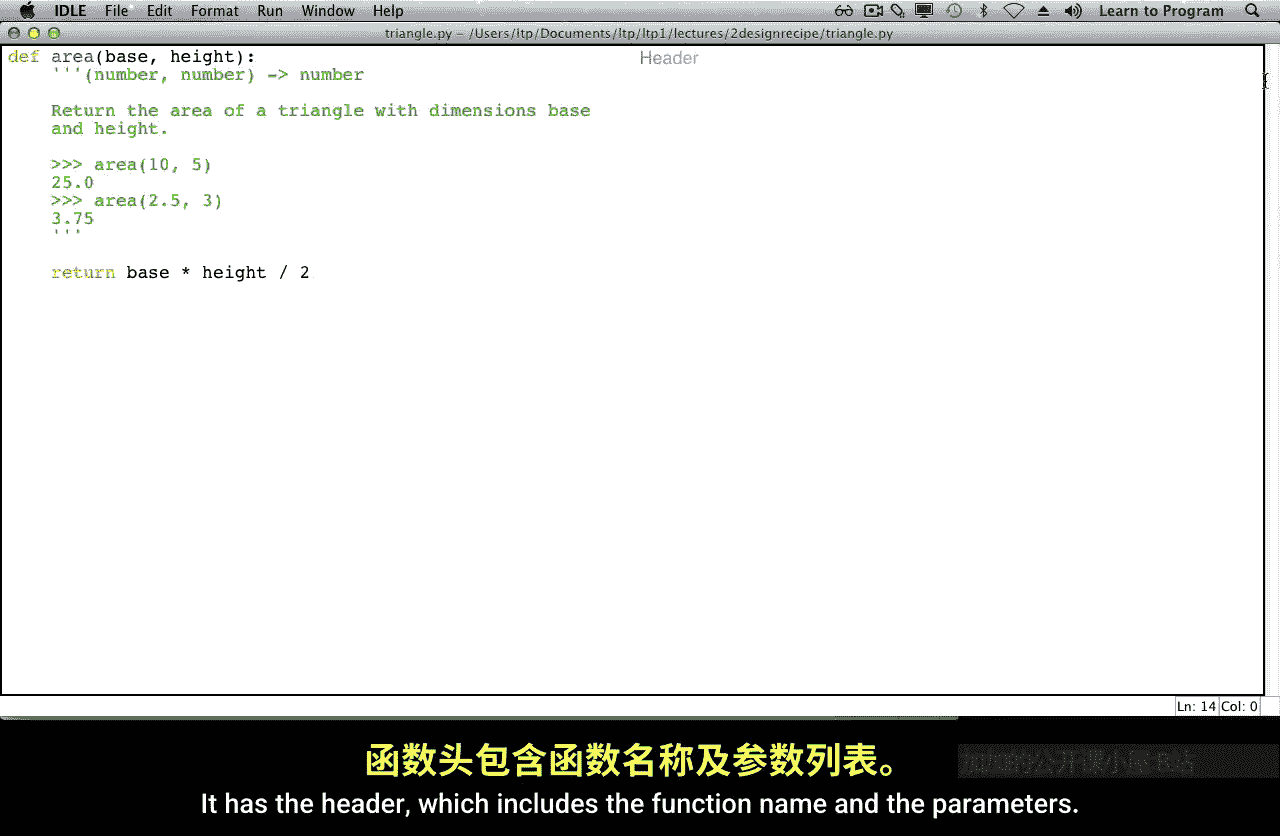 IDLE File Edit Format Run Window Help Learn to Program
triangle.py – /Users/ltp/Documents/ltp/ltp1/lectures/2designrecipe/triangle.py
def area(base, height):
Header
'''(number, number) -> number
Return the area of a triangle with dimensions base
and height.
>>> area(10, 5)
25.0
>>> area(2.5, 3)
3.75
'''
return base * height / 2
Ln: 14 Col: 0
函数头包含函数名称及参数列表。
It has the header, which includes the function name and the parameters.